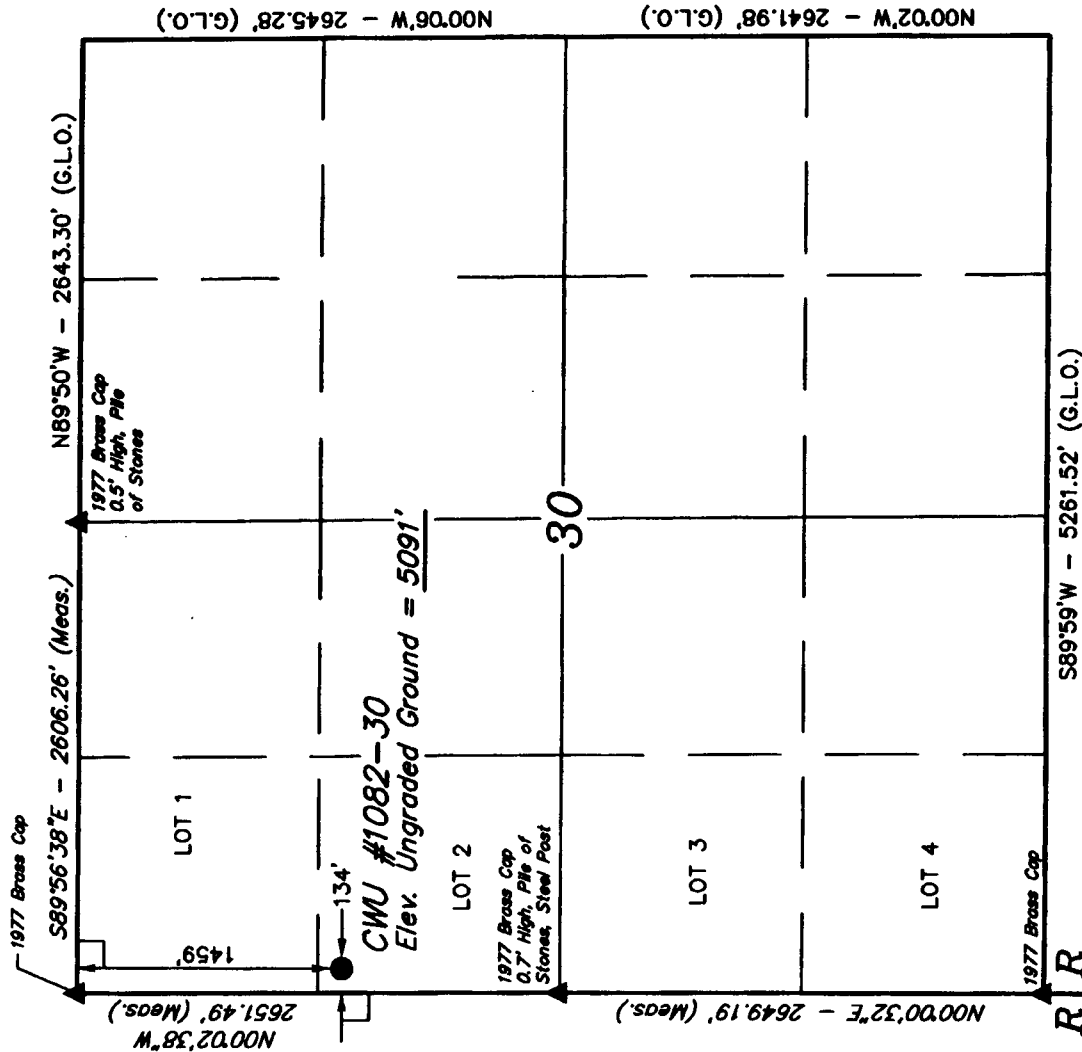 1977 Brass Cap
S89°56'38"E - 2606.26' (Meas.)
N89°50'W - 2643.30' (G.L.O.)
1977 Brass Cap
0.5' High, Pile
of Stones
N00°06'W - 2645.28' (G.L.O.)
N00°02'W - 2641.98' (G.L.O.)
LOT 1
1459'
134'
N00°02'38"W
2651.49' (Meas.)
CWU #1082-30
Elev. Ungraded Ground = 5091'
LOT 2
1977 Brass Cap
0.7' High, Pile of
Stones, Steel Post
30
LOT 3
LOT 4
N00°00'32"E - 2649.19' (Meas.)
1977 Brass Cap
S89°59'W - 5261.52' (G.L.O.)
R R